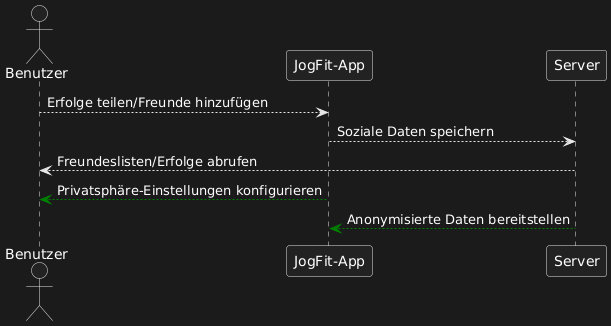 Benutzer
JogFit-App
Server
Erfolge teilen/Freunde hinzufügen
Soziale Daten speichern
Freundeslisten/Erfolge abrufen
Privatsphäre-Einstellungen konfigurieren
Anonymisierte Daten bereitstellen
Benutzer
JogFit-App
Server